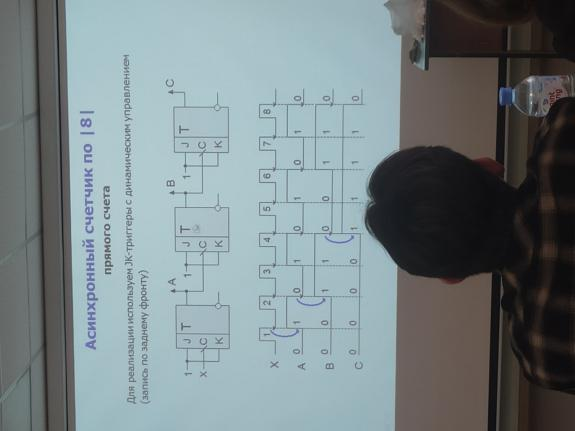 Асинхронный счетчик по |8|
прямого счета
Для реализации используем JK-триггеры с динамическим управлением
(запись по заднему фронту)
A B C
1 J T 1 J T 1 J T
X C C C
K K K
X 1 2 3 4 5 6 7 8
A 0 1 0 1 0 1 0 1 0
B 0 0 1 1 0 0 1 1 0
C 0 0 0 0 1 1 1 1 0